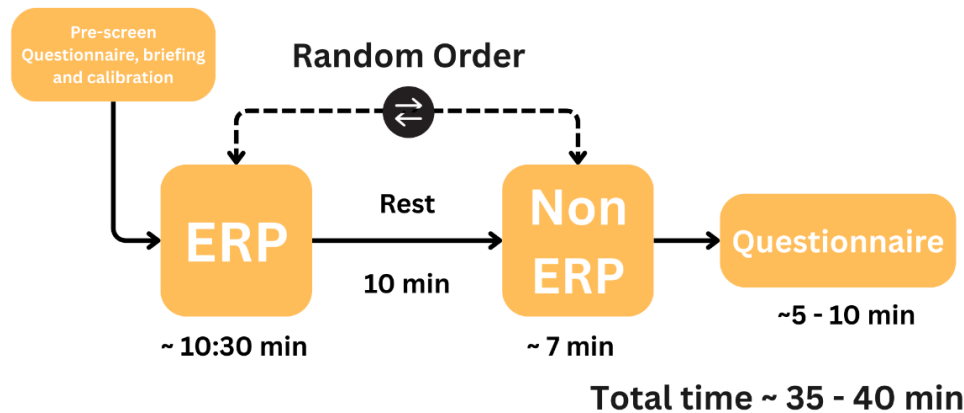 Pre-screen
Questionnaire, briefing
and calibration
Random Order
ERP
Rest
10 min
Non
ERP
Questionnaire
~ 10:30 min
~ 7 min
~5 - 10 min
Total time ~ 35 - 40 min